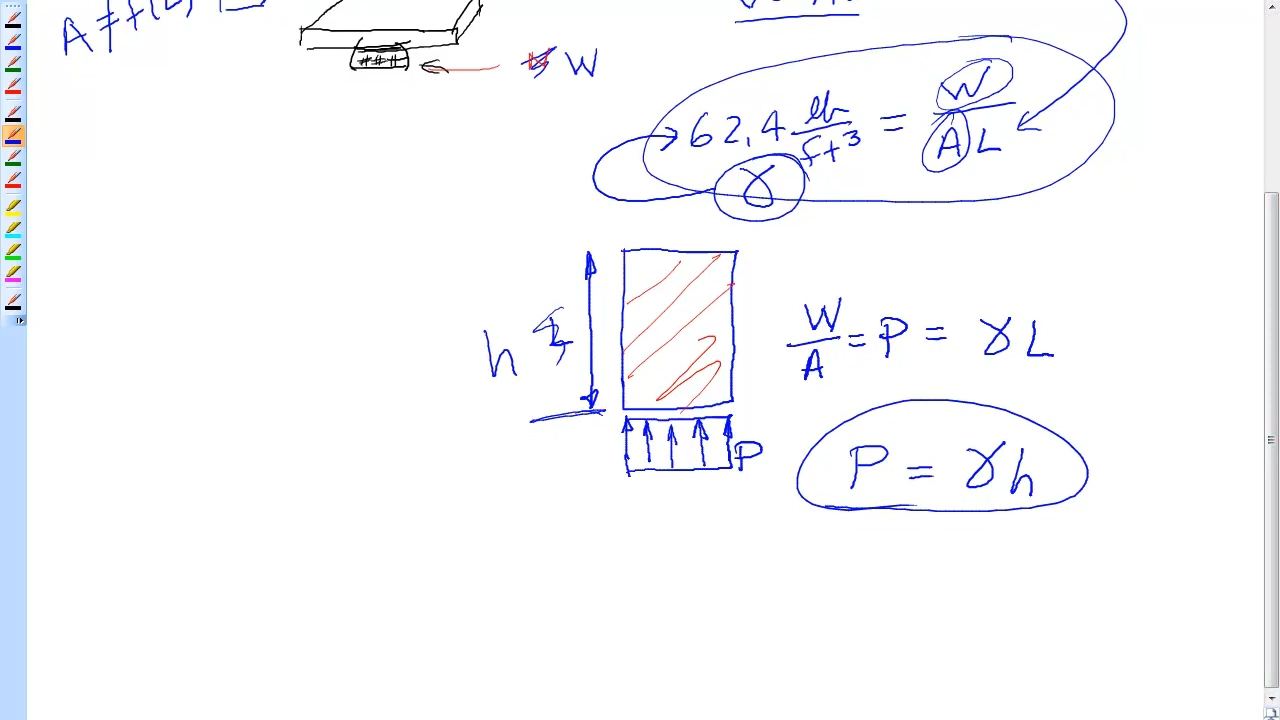 A ≠ f(L)
W
62.4 lb/ft³ = W/AL
γ
h
W/A = P = γL
P
P = γh